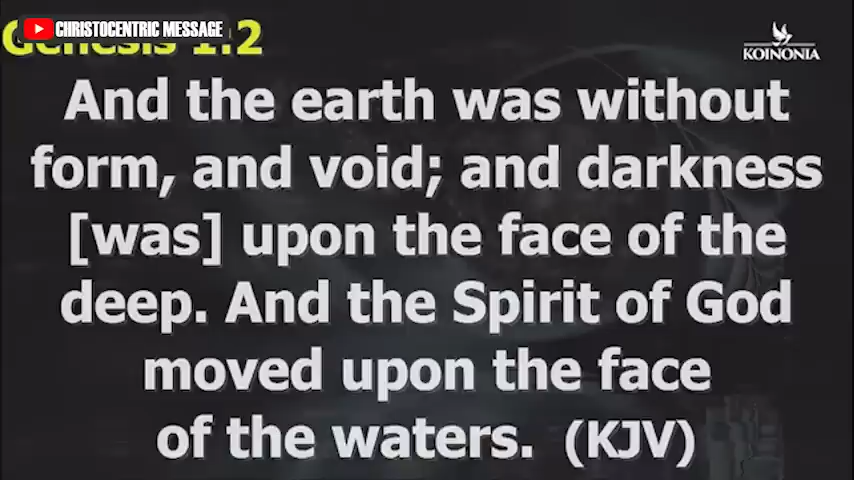 CHRISTOCENTRIC MESSAGE
Genesis 1:2
KOINONIA
And the earth was without
form, and void; and darkness
[was] upon the face of the
deep. And the Spirit of God
moved upon the face
of the waters. (KJV)